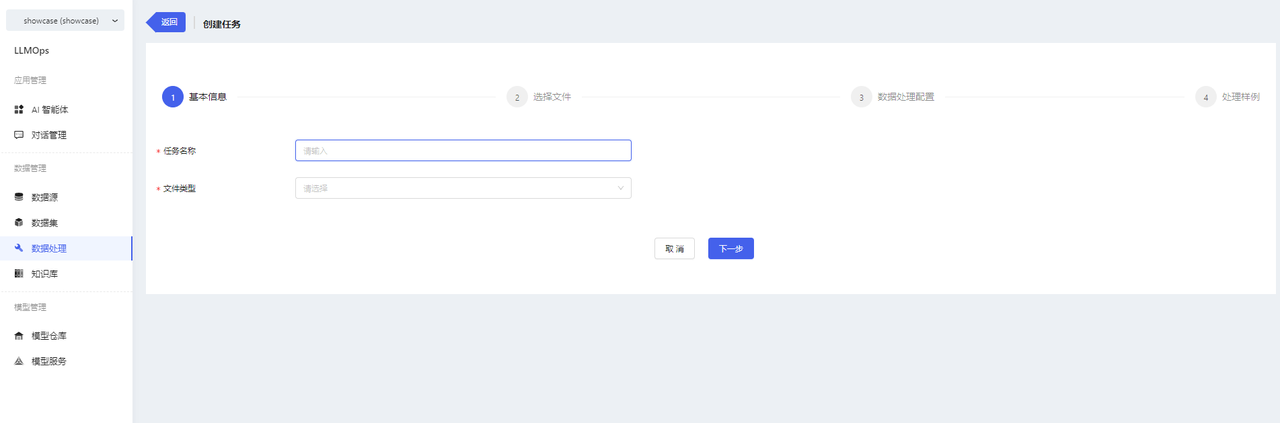 showcase (showcase)
LLMOps
应用管理
AI 智能体
对话管理
数据管理
数据源
数据集
数据处理
知识库
模型管理
模型仓库
模型服务
返回
创建任务
1 基本信息
2 选择文件
3 数据处理配置
4 处理样例
* 任务名称
请输入
* 文件类型
请选择
取 消
下一步